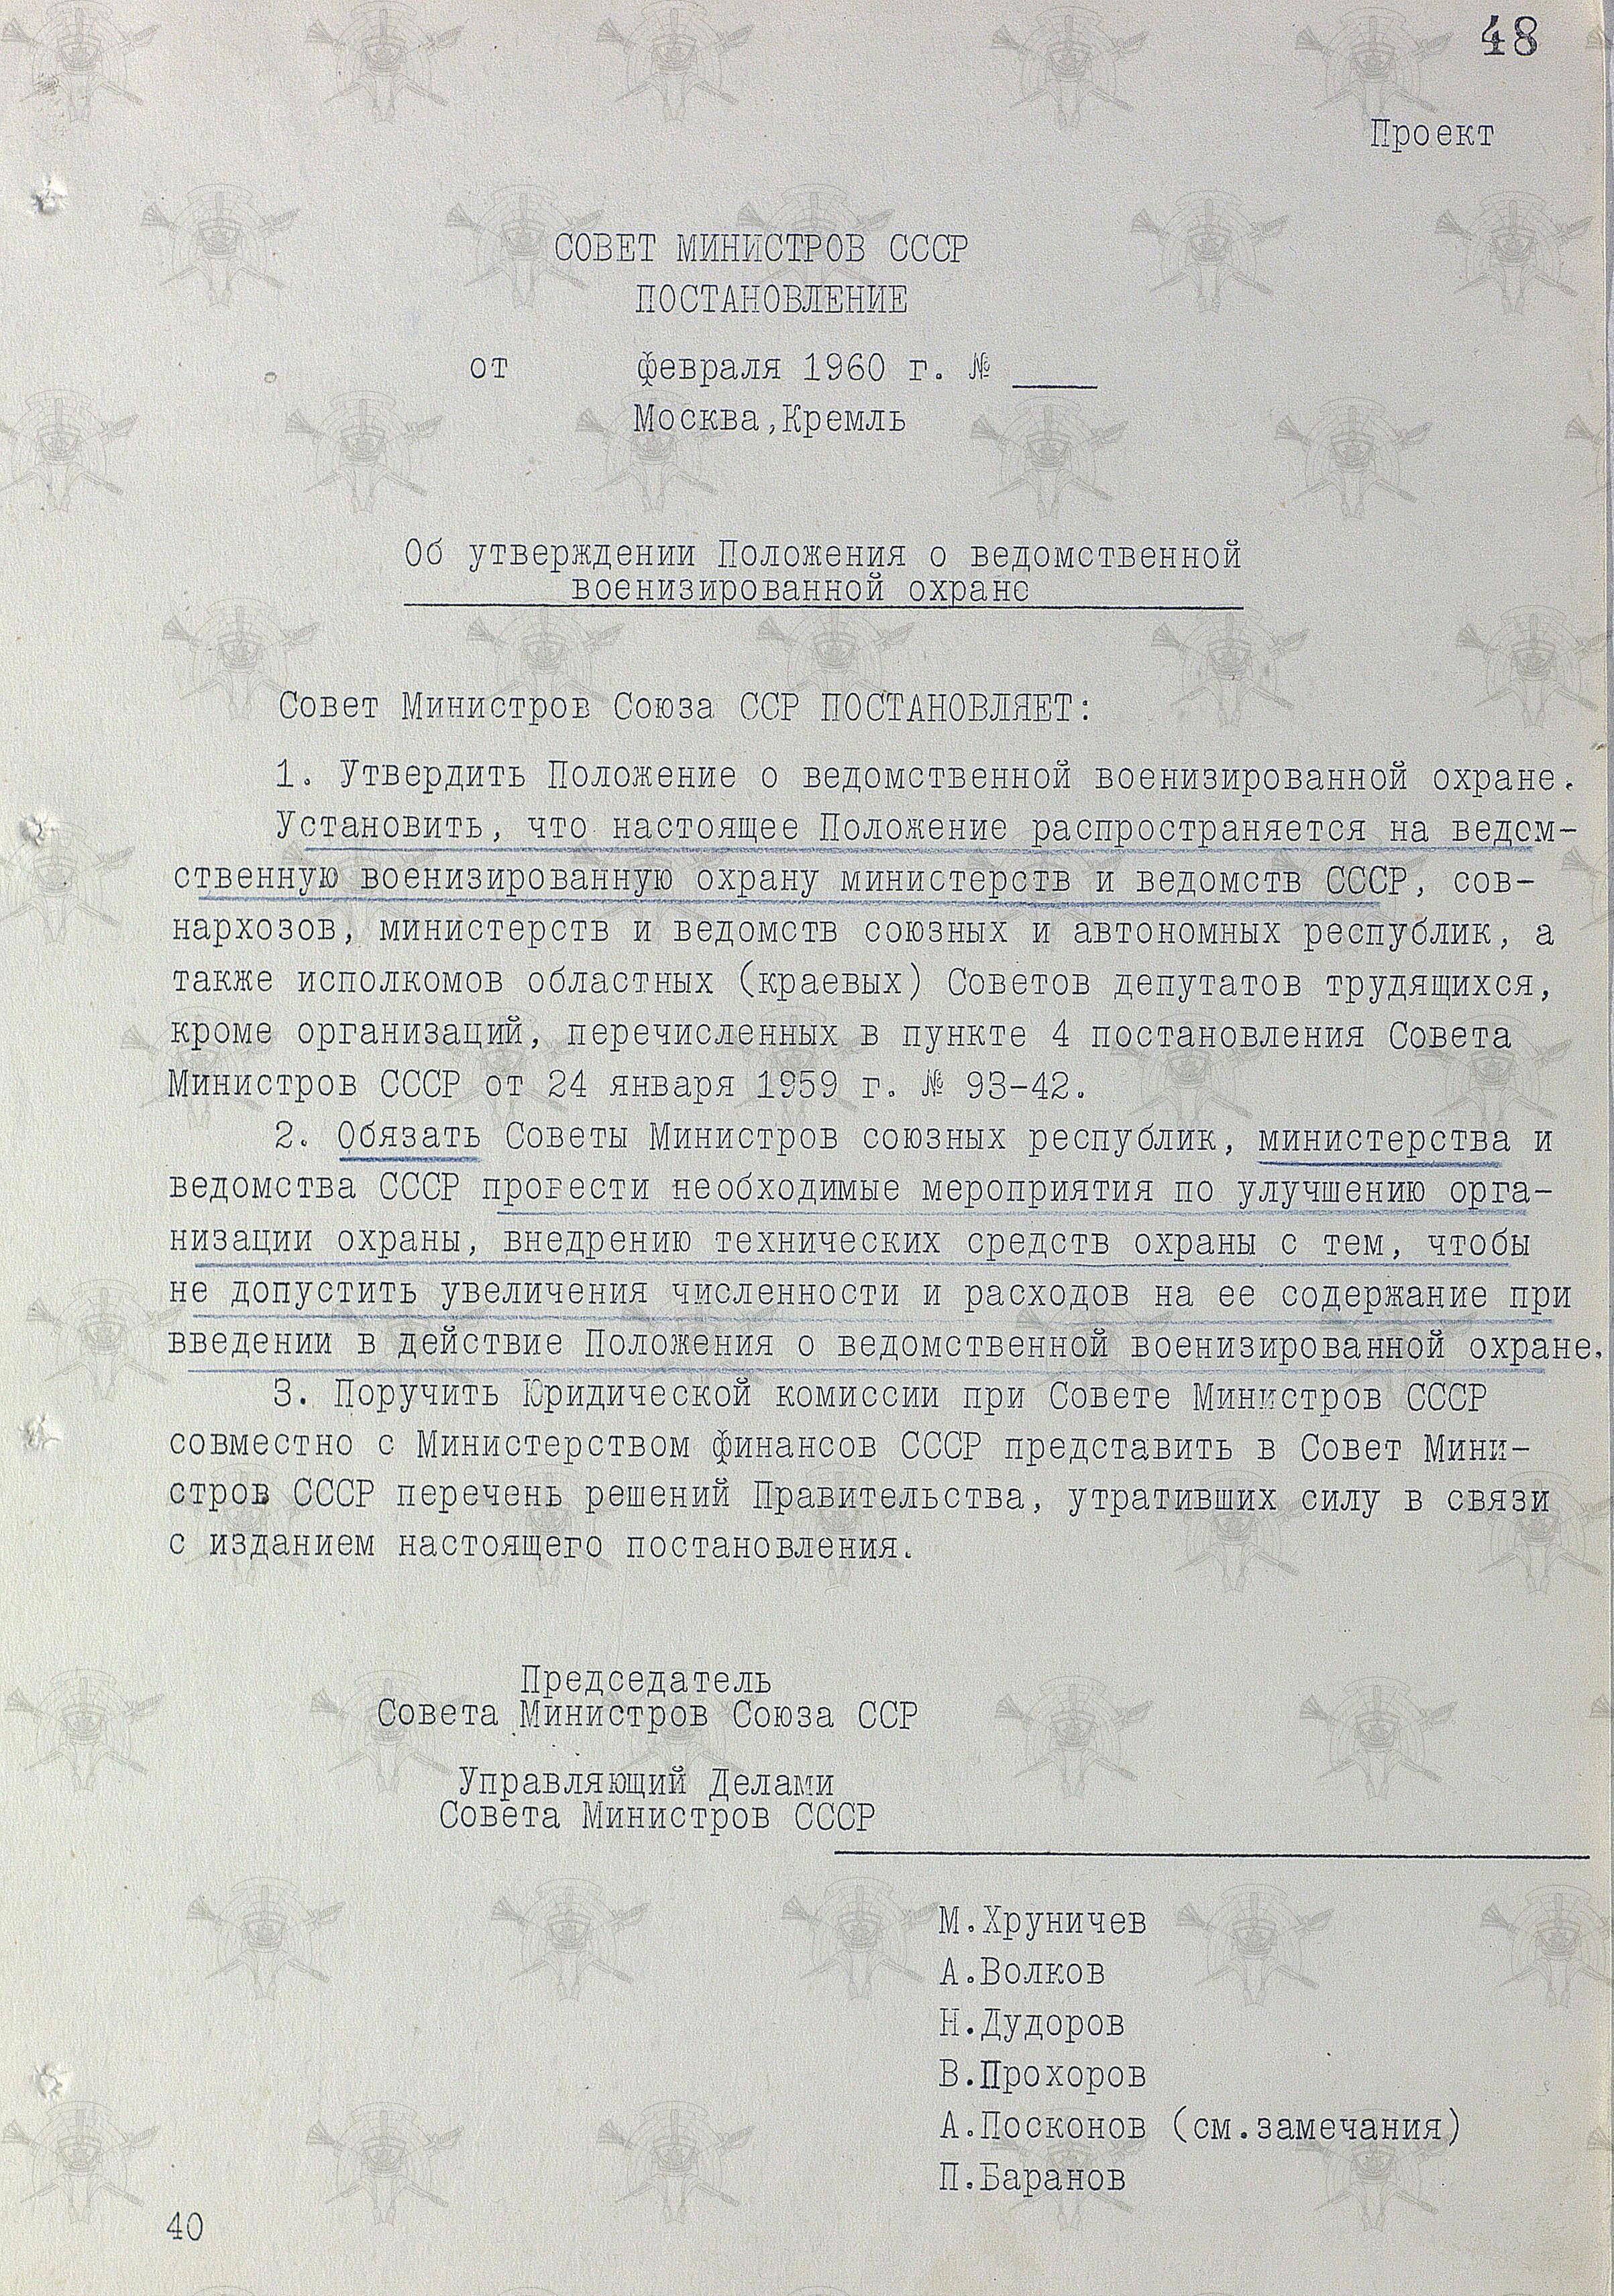 48
Проект
СОВЕТ МИНИСТРОВ СССР
ПОСТАНОВЛЕНИЕ
от февраля 1960 г. № ____
Москва,Кремль
Об утверждении Положения о ведомственной
военизированной охране
Совет Министров Союза ССР ПОСТАНОВЛЯЕТ:
1. Утвердить Положение о ведомственной военизированной охране.
Установить, что настоящее Положение распространяется на ведом-
ственную военизированную охрану министерств и ведомств СССР, сов-
нархозов, министерств и ведомств союзных и автономных республик, а
также исполкомов областных (краевых) Советов депутатов трудящихся,
кроме организаций, перечисленных в пункте 4 постановления Совета
Министров СССР от 24 января 1959 г. № 93-42.
2. Обязать Советы Министров союзных республик, министерства и
ведомства СССР провести необходимые мероприятия по улучшению орга-
низации охраны, внедрению технических средств охраны с тем, чтобы
не допустить увеличения численности и расходов на ее содержание при
введении в действие Положения о ведомственной военизированной охране.
3. Поручить Юридической комиссии при Совете Министров СССР
совместно с Министерством финансов СССР представить в Совет Мини-
стров СССР перечень решений Правительства, утративших силу в связи
с изданием настоящего постановления.
Председатель
Совета Министров Союза ССР
Управляющий Делами
Совета Министров СССР
М.Хруничев
А.Волков
Н.Дудоров
В.Прохоров
А.Посконов (см.замечания)
П.Баранов
40